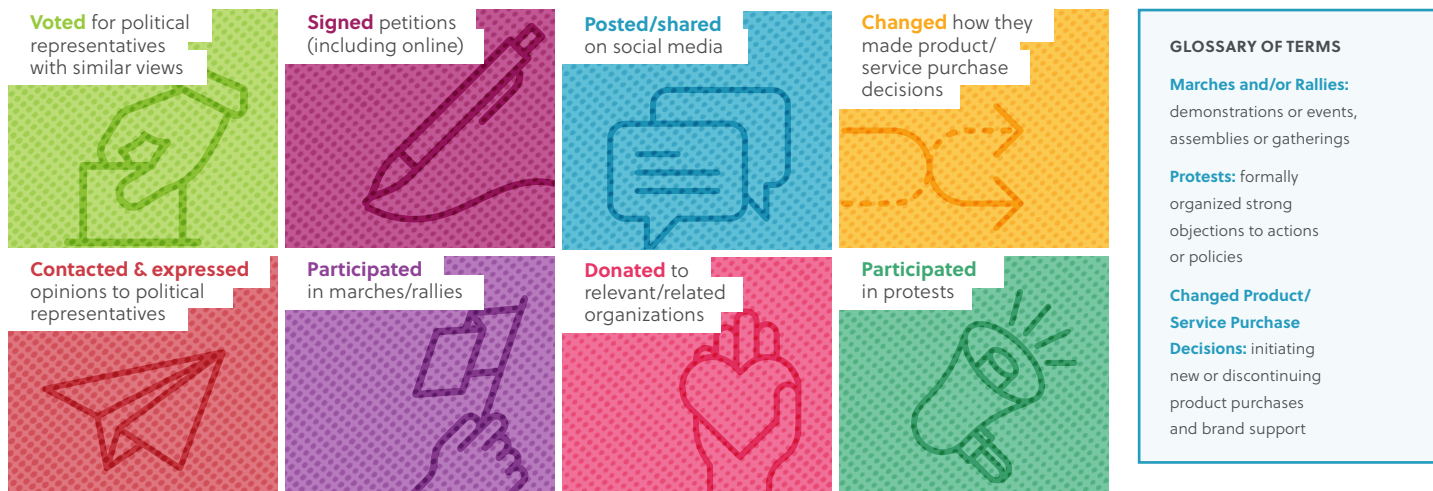 Voted for political
representatives
with similar views
Signed petitions
(including online)
Posted/shared
on social media
Changed how they
made product/
service purchase
decisions
Contacted & expressed
opinions to political
representatives
Participated
in marches/rallies
Donated to
relevant/related
organizations
Participated
in protests
GLOSSARY OF TERMS
Marches and/or Rallies:
demonstrations or events,
assemblies or gatherings
Protests: formally
organized strong
objections to actions
or policies
Changed Product/
Service Purchase
Decisions: initiating
new or discontinuing
product purchases
and brand support